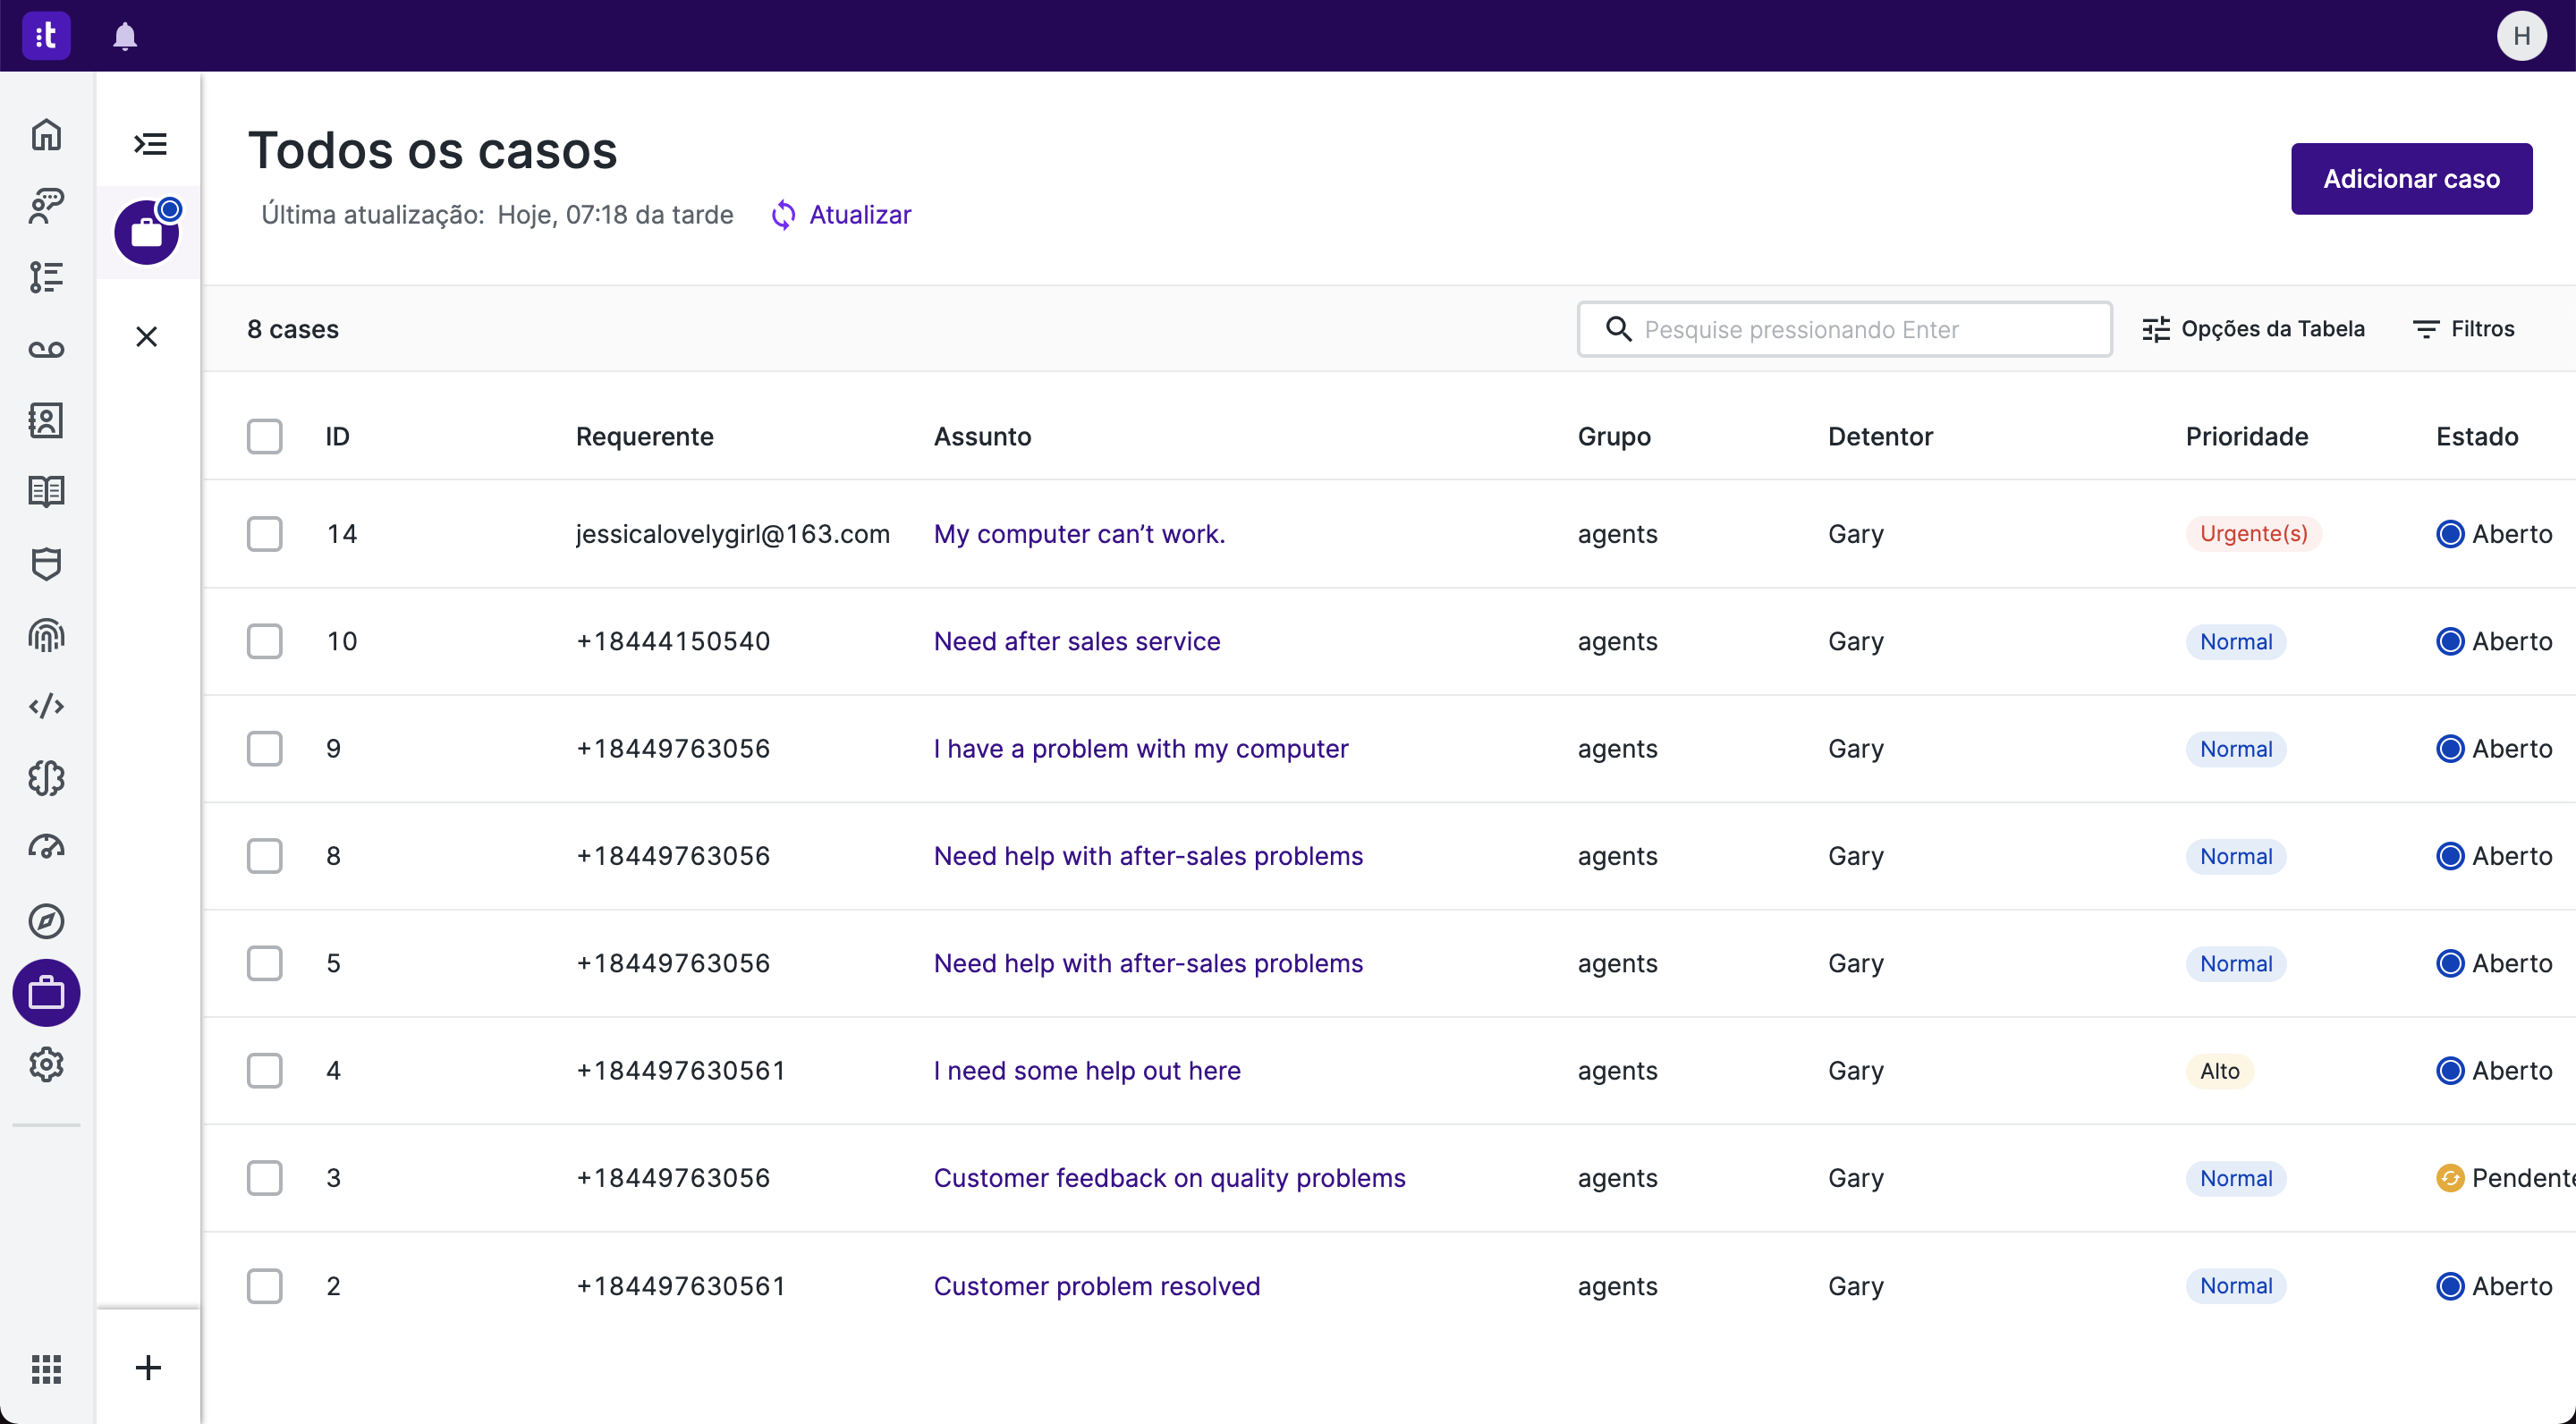 :t
H
Todos os casos
Última atualização: Hoje, 07:18 da tarde Atualizar
Adicionar caso
8 cases Pesquise pressionando Enter Opções da Tabela Filtros
ID Requerente Assunto Grupo Detentor Prioridade Estado
14 jessicalovelygirl@163.com My computer can’t work. agents Gary Urgente(s) Aberto
10 +18444150540 Need after sales service agents Gary Normal Aberto
9 +18449763056 I have a problem with my computer agents Gary Normal Aberto
8 +18449763056 Need help with after-sales problems agents Gary Normal Aberto
5 +18449763056 Need help with after-sales problems agents Gary Normal Aberto
4 +184497630561 I need some help out here agents Gary Alto Aberto
3 +18449763056 Customer feedback on quality problems agents Gary Normal Pendente
2 +184497630561 Customer problem resolved agents Gary Normal Aberto